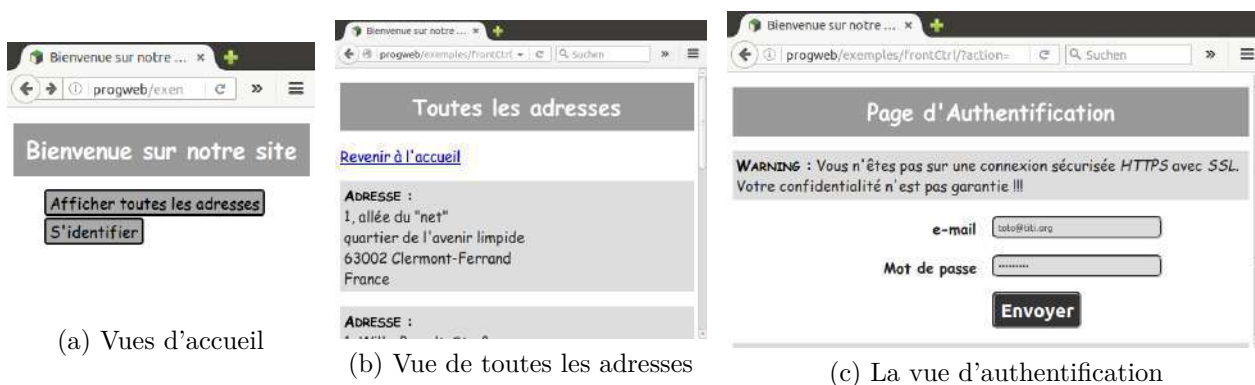 Bienvenue sur notre ... ×
progweb/exen
Bienvenue sur notre site
Afficher toutes les adresses
S'identifier
(a) Vues d'accueil
Bienvenue sur notre ... ×
progweb/exemples/frontCtrl
Suchen
Toutes les adresses
Revenir à l'accueil
ADRESSE :
1, allée du "net"
quartier de l'avenir limpide
63002 Clermont-Ferrand
France
ADRESSE :
(b) Vue de toutes les adresses
Bienvenue sur notre ... ×
progweb/exemples/frontCtrl/?action=
Suchen
Page d'Authentification
WARNING : Vous n'êtes pas sur une connexion sécurisée HTTPS avec SSL.
Votre confidentialité n'est pas garantie !!!
e-mail
toto@titi.org
Mot de passe
Envoyer
(c) La vue d'authentification